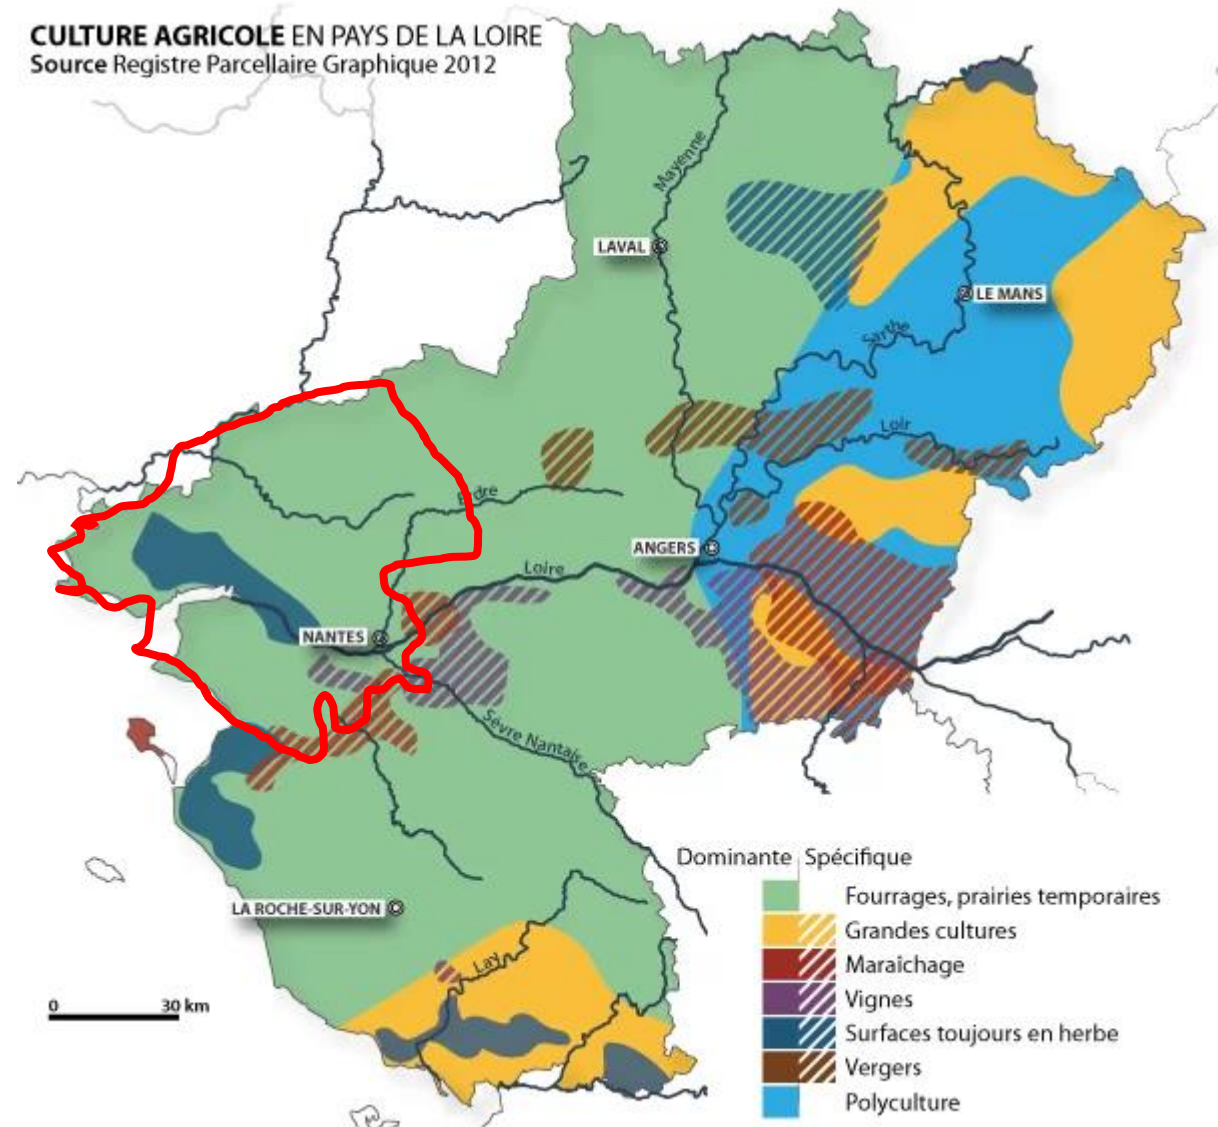 CULTURE AGRICOLE EN PAYS DE LA LOIRE
Source Registre Parcellaire Graphique 2012
Mayenne
LAVAL
LE MANS
Sarthe
Loir
Erdre
ANGERS
Loire
NANTES
Sèvre Nantaise
Dominante Spécifique
Fourrages, prairies temporaires
LA ROCHE-SUR-YON
Grandes cultures
Lay
Maraîchage
0 30 km
Vignes
Surfaces toujours en herbe
Vergers
Polyculture